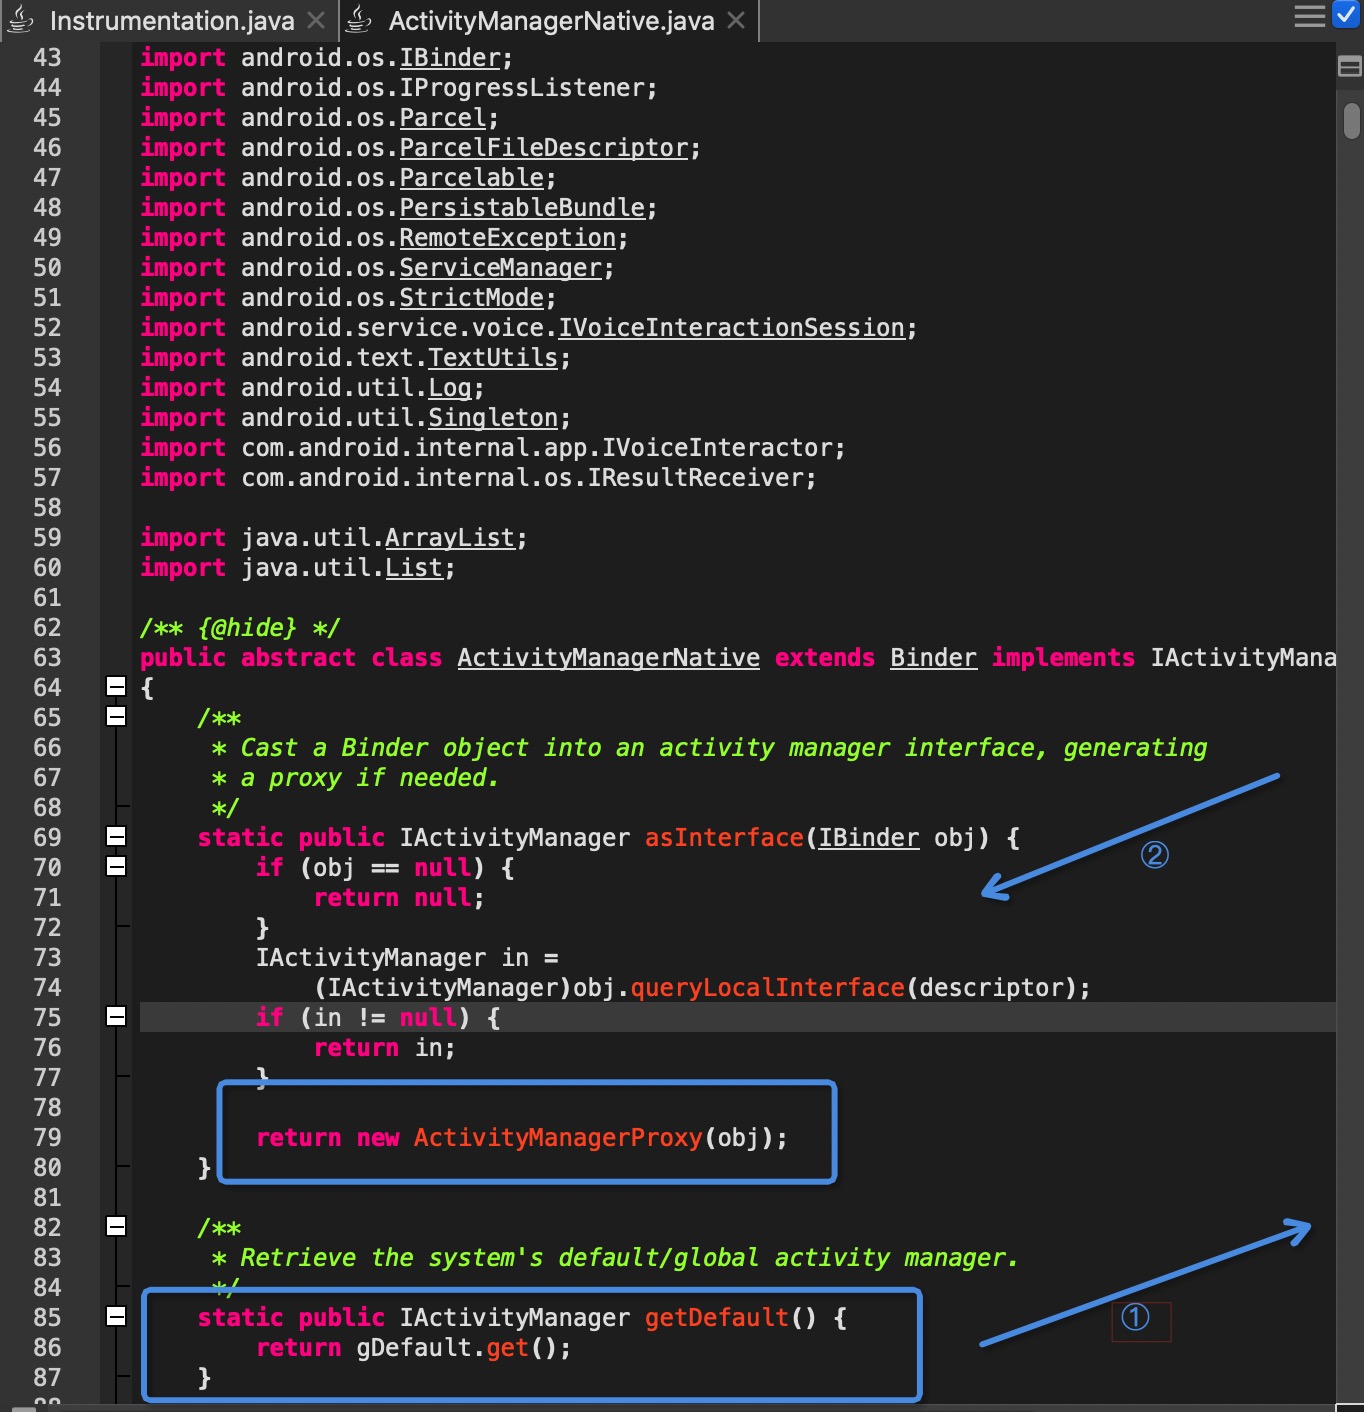 Instrumentation.java
ActivityManagerNative.java
43 import android.os.IBinder;
44 import android.os.IProgressListener;
45 import android.os.Parcel;
46 import android.os.ParcelFileDescriptor;
47 import android.os.Parcelable;
48 import android.os.PersistableBundle;
49 import android.os.RemoteException;
50 import android.os.ServiceManager;
51 import android.os.StrictMode;
52 import android.service.voice.IVoiceInteractionSession;
53 import android.text.TextUtils;
54 import android.util.Log;
55 import android.util.Singleton;
56 import com.android.internal.app.IVoiceInteractor;
57 import com.android.internal.os.IResultReceiver;
58
59 import java.util.ArrayList;
60 import java.util.List;
61
62 /** {@hide} */
63 public abstract class ActivityManagerNative extends Binder implements IActivityMana
64 {
65     /**
66      * Cast a Binder object into an activity manager interface, generating
67      * a proxy if needed.
68      */
69     static public IActivityManager asInterface(IBinder obj) {
70         if (obj == null) {
71             return null;
②
72         }
73         IActivityManager in =
74             (IActivityManager)obj.queryLocalInterface(descriptor);
75         if (in != null) {
76             return in;
77         }
78
79         return new ActivityManagerProxy(obj);
80     }
81
82     /**
83      * Retrieve the system's default/global activity manager.
84      */
85     static public IActivityManager getDefault() {
①
86         return gDefault.get();
87     }